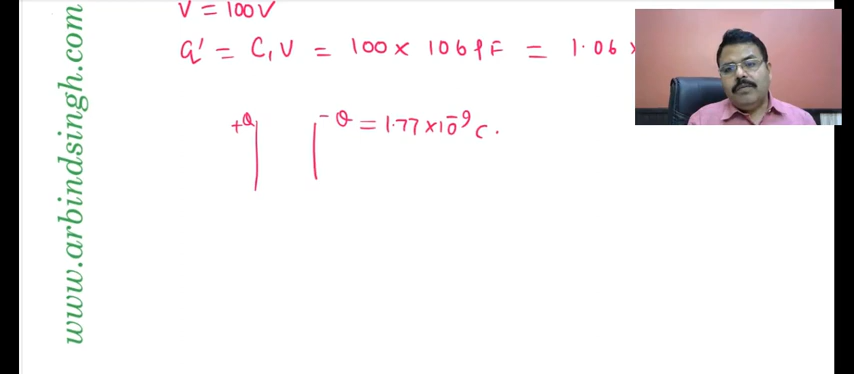 V = 100V
Q' = C₁V = 100 × 106 pF = 1.06 ×
+Q -Q = 1.77 × 10⁻⁹ C.
www.arbindsingh.com